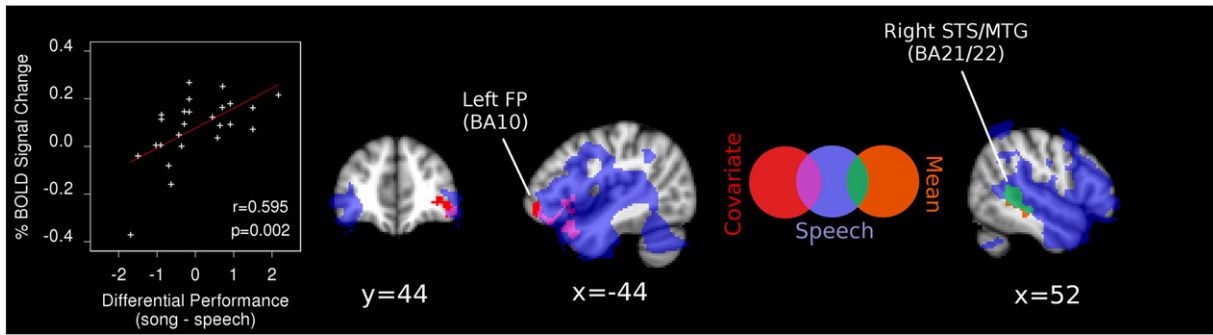 0.4
0.2
0.0
-0.2
-0.4
% BOLD Signal Change
r=0.595
p=0.002
-2 -1 0 1 2
Differential Performance
(song - speech)
Left FP
(BA10)
y=44
x=-44
Covariate
Speech
Mean
Right STS/MTG
(BA21/22)
x=52